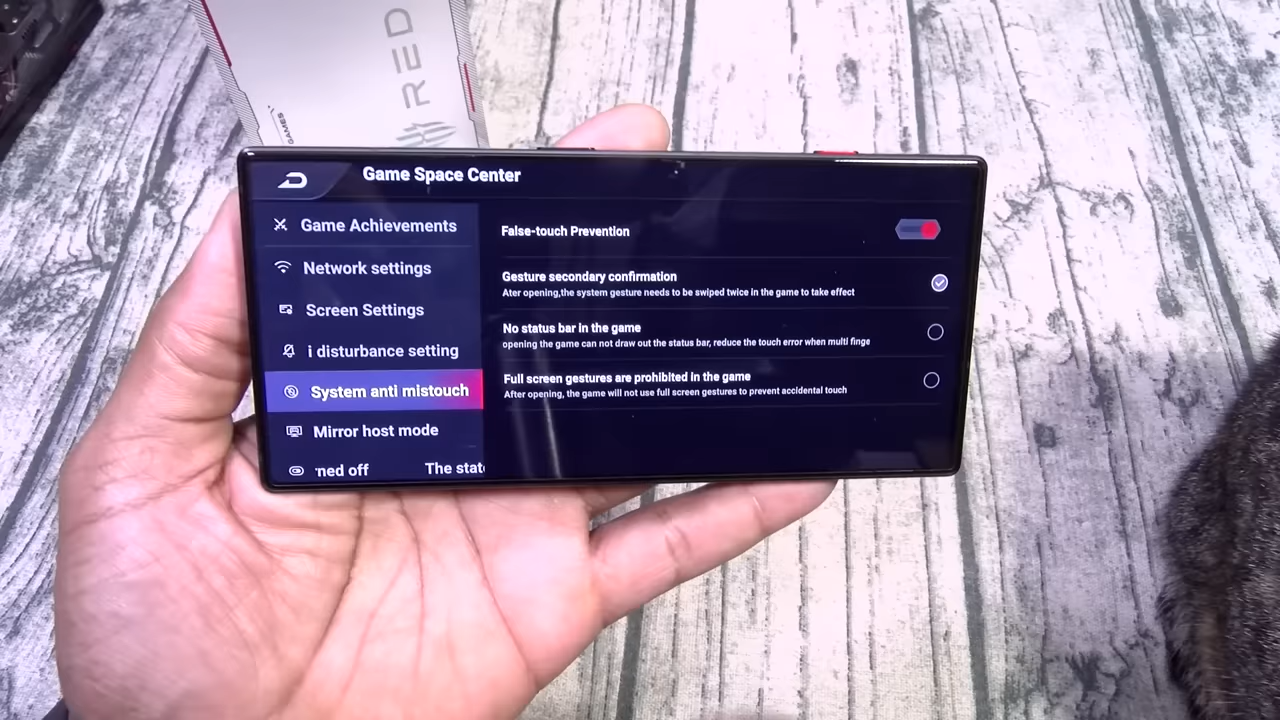 RED
GAMES
Game Space Center
Game Achievements
Network settings
Screen Settings
i disturbance setting
System anti mistouch
Mirror host mode
ned off The stat
False-touch Prevention
Gesture secondary confirmation
Ater opening,the system gesture needs to be swiped twice in the game to take effect
No status bar in the game
opening the game can not draw out the status bar, reduce the touch error when multi finge
Full screen gestures are prohibited in the game
After opening, the game will not use full screen gestures to prevent accidental touch